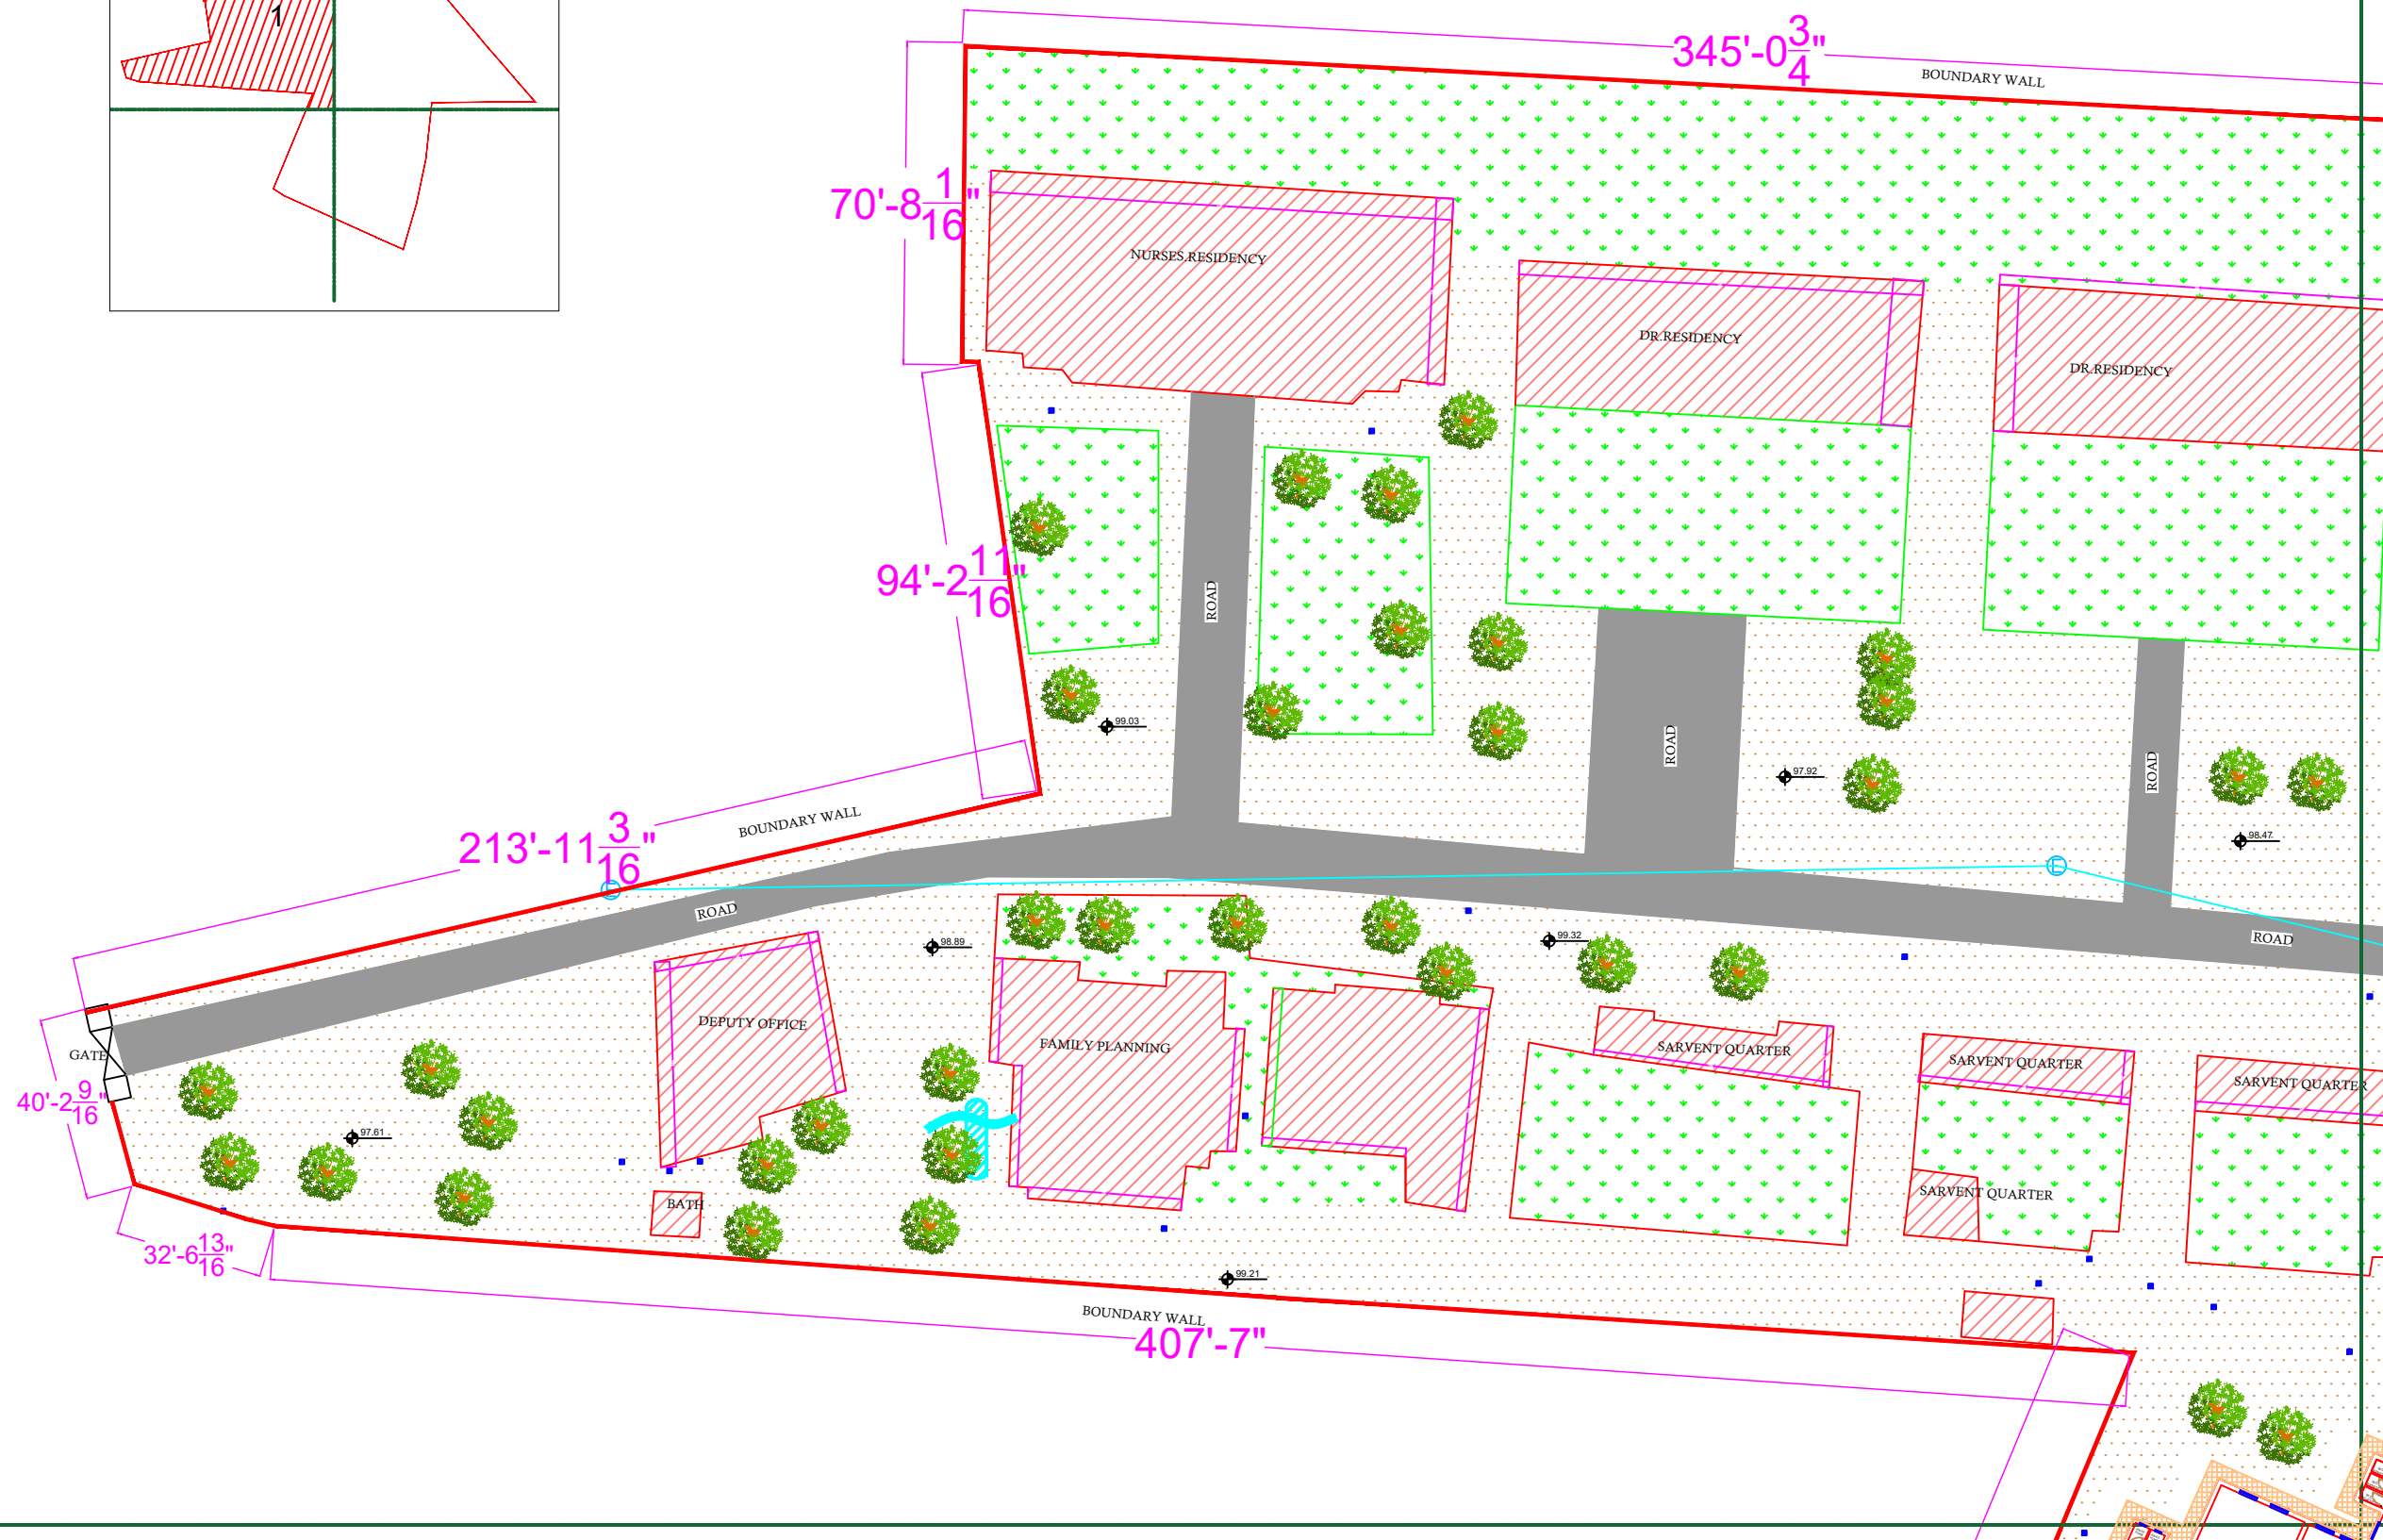 1
345'-0 3/4"
BOUNDARY WALL
70'-8 1/16"
NURSES.RESIDENCY
DR.RESIDENCY
DR.RESIDENCY
94'-2 11/16"
ROAD
99.03
ROAD
97.92
ROAD
98.47
213'-11 3/16"
BOUNDARY WALL
E
E
ROAD
98.89
99.32
ROAD
DEPUTY OFFICE
FAMILY PLANNING
SARVENT QUARTER
SARVENT QUARTER
SARVENT QUARTER
GATE
40'-2 9/16"
97.61
BATH
SARVENT QUARTER
32'-6 13/16"
99.21
BOUNDARY WALL
407'-7"